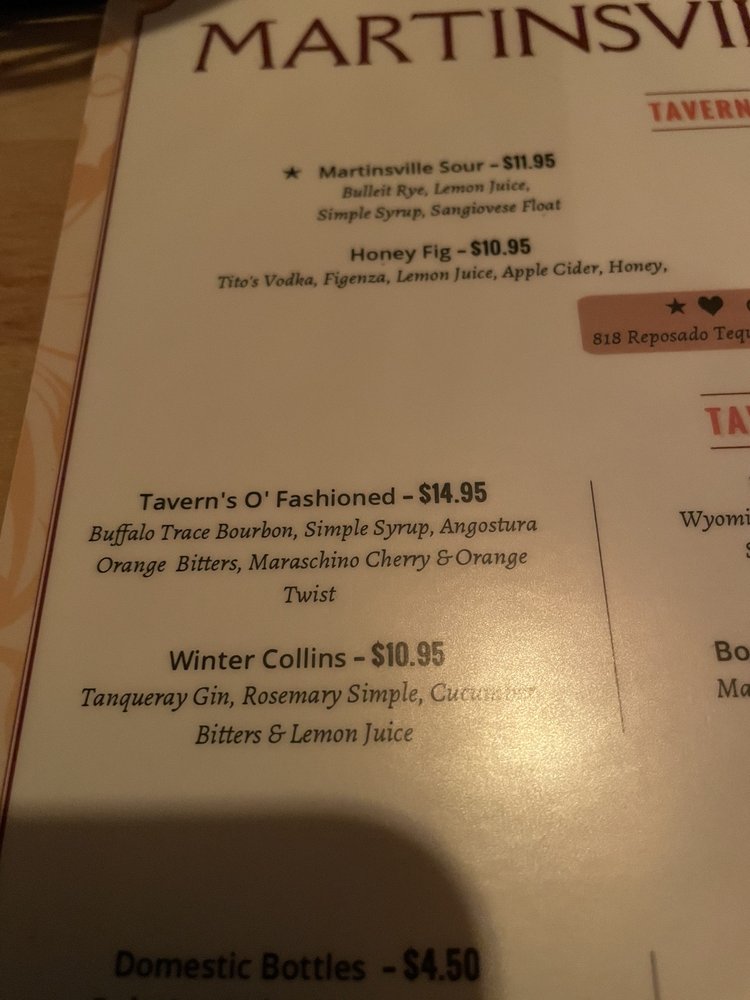 MARTINSVI
TAVERN
★ Martinsville Sour – $11.95
Bulleit Rye, Lemon Juice,
Simple Syrup, Sangiovese Float
Honey Fig – $10.95
Tito's Vodka, Figenza, Lemon Juice, Apple Cider, Honey,
★ ♥
818 Reposado Tequ
TA
Tavern's O' Fashioned – $14.95
Buffalo Trace Bourbon, Simple Syrup, Angostura
Orange Bitters, Maraschino Cherry & Orange
Twist
Wyomi
Winter Collins – $10.95
Tanqueray Gin, Rosemary Simple, Cucumber
Bitters & Lemon Juice
Bo
Ma
Domestic Bottles – $4.50